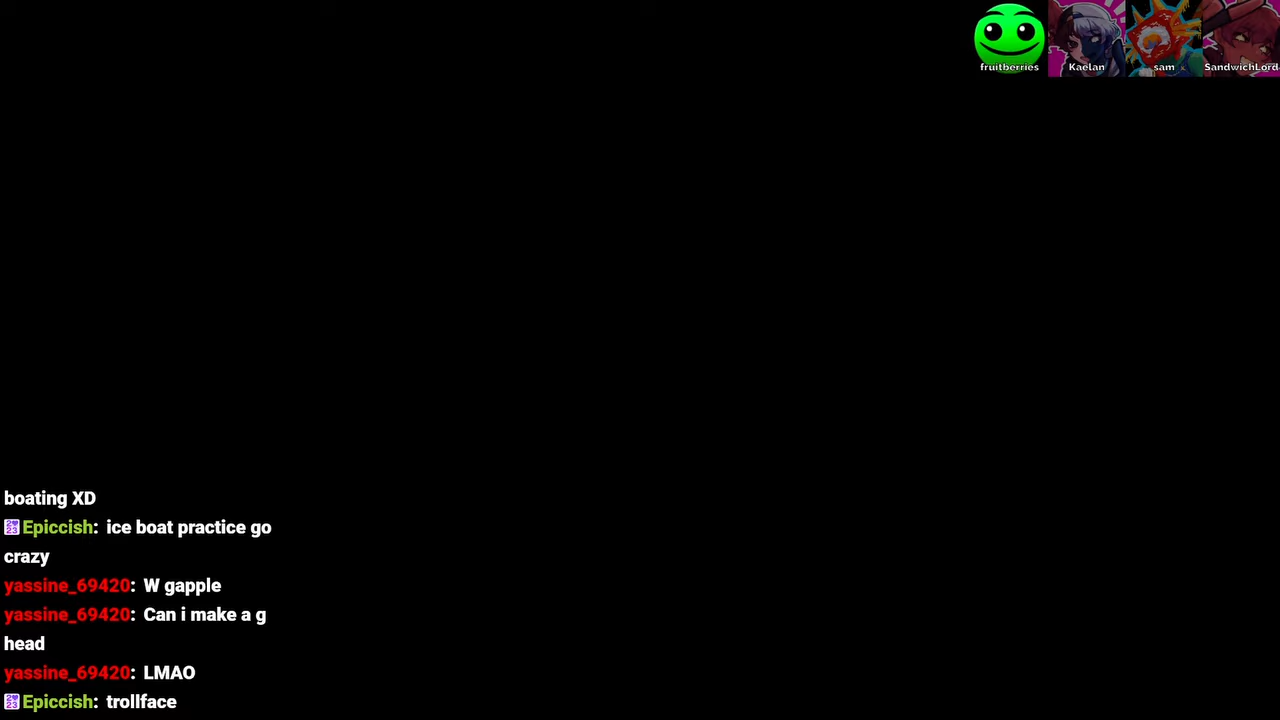 fruitberries Kaelan sam SandwichLord
boating XD
Epiccish: ice boat practice go
crazy
yassine_69420: W gapple
yassine_69420: Can i make a g
head
yassine_69420: LMAO
Epiccish: trollface